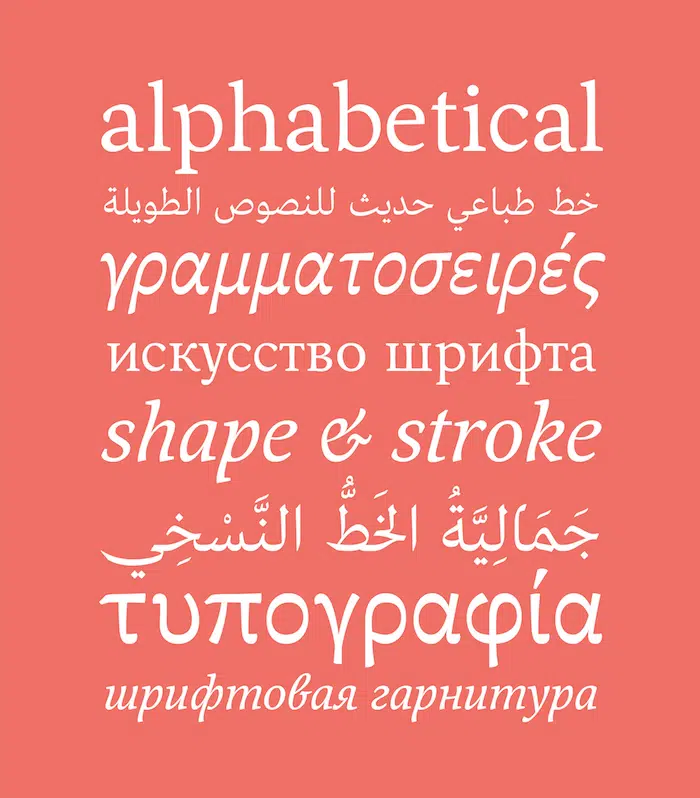 alphabetical
خط طباعي حديث للنصوص الطويلة
γραμματοσειρές
искусство шрифта
shape & stroke
جَمَالِيَّةُ الخَطُّ النَّسْخِي
τυπογραφία
шрифтовая гарнитура